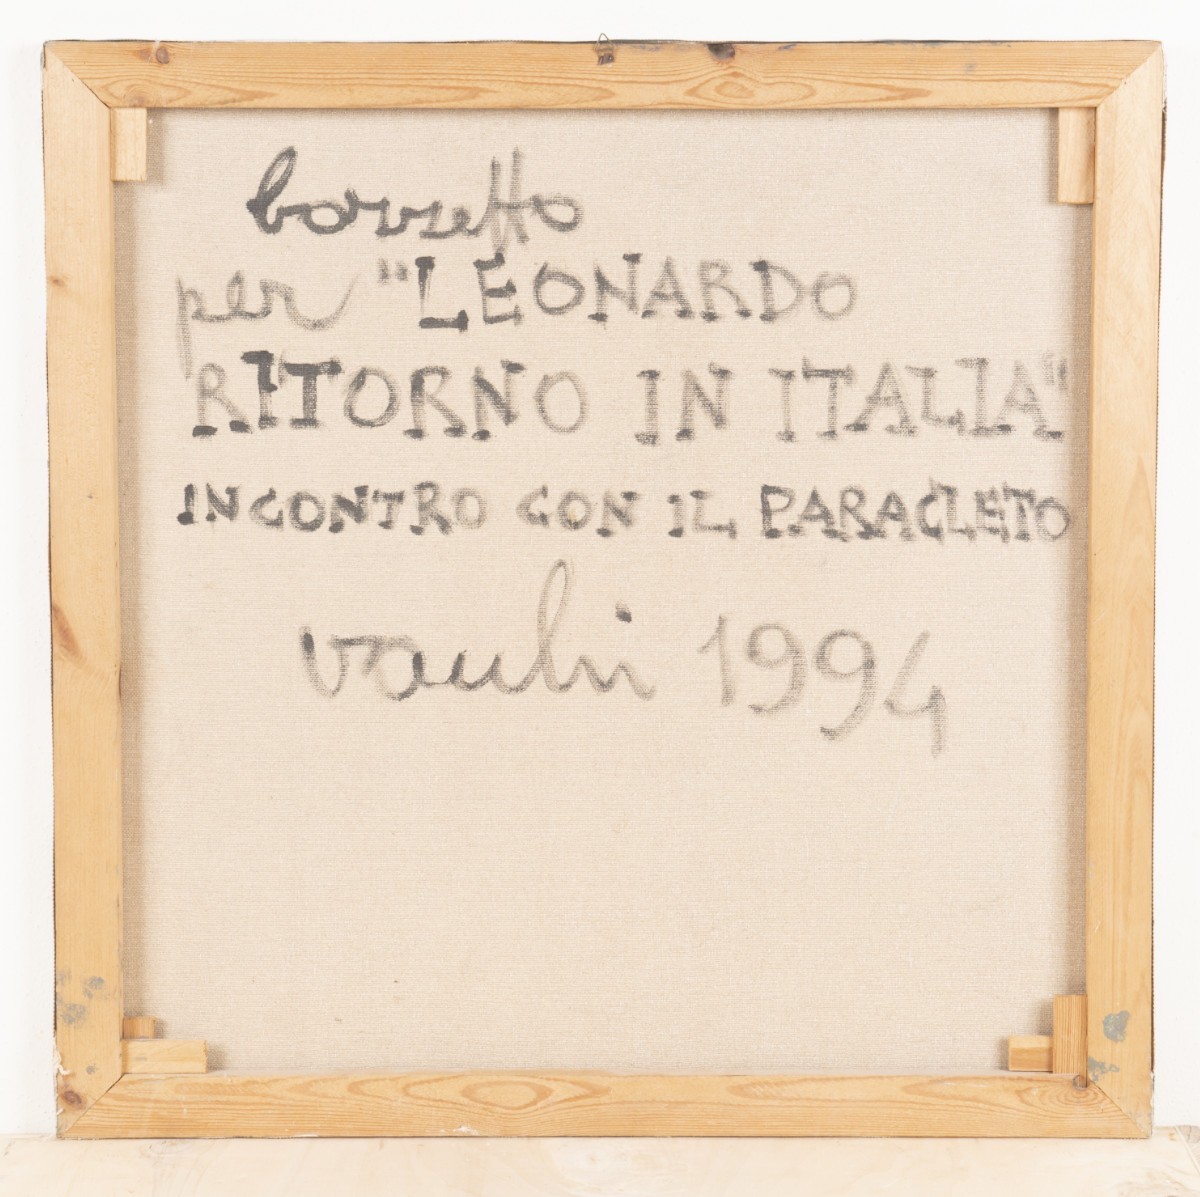 bozzetto
per "LEONARDO
RITORNO IN ITALIA"
INCONTRO CON IL PARACLETO
1994